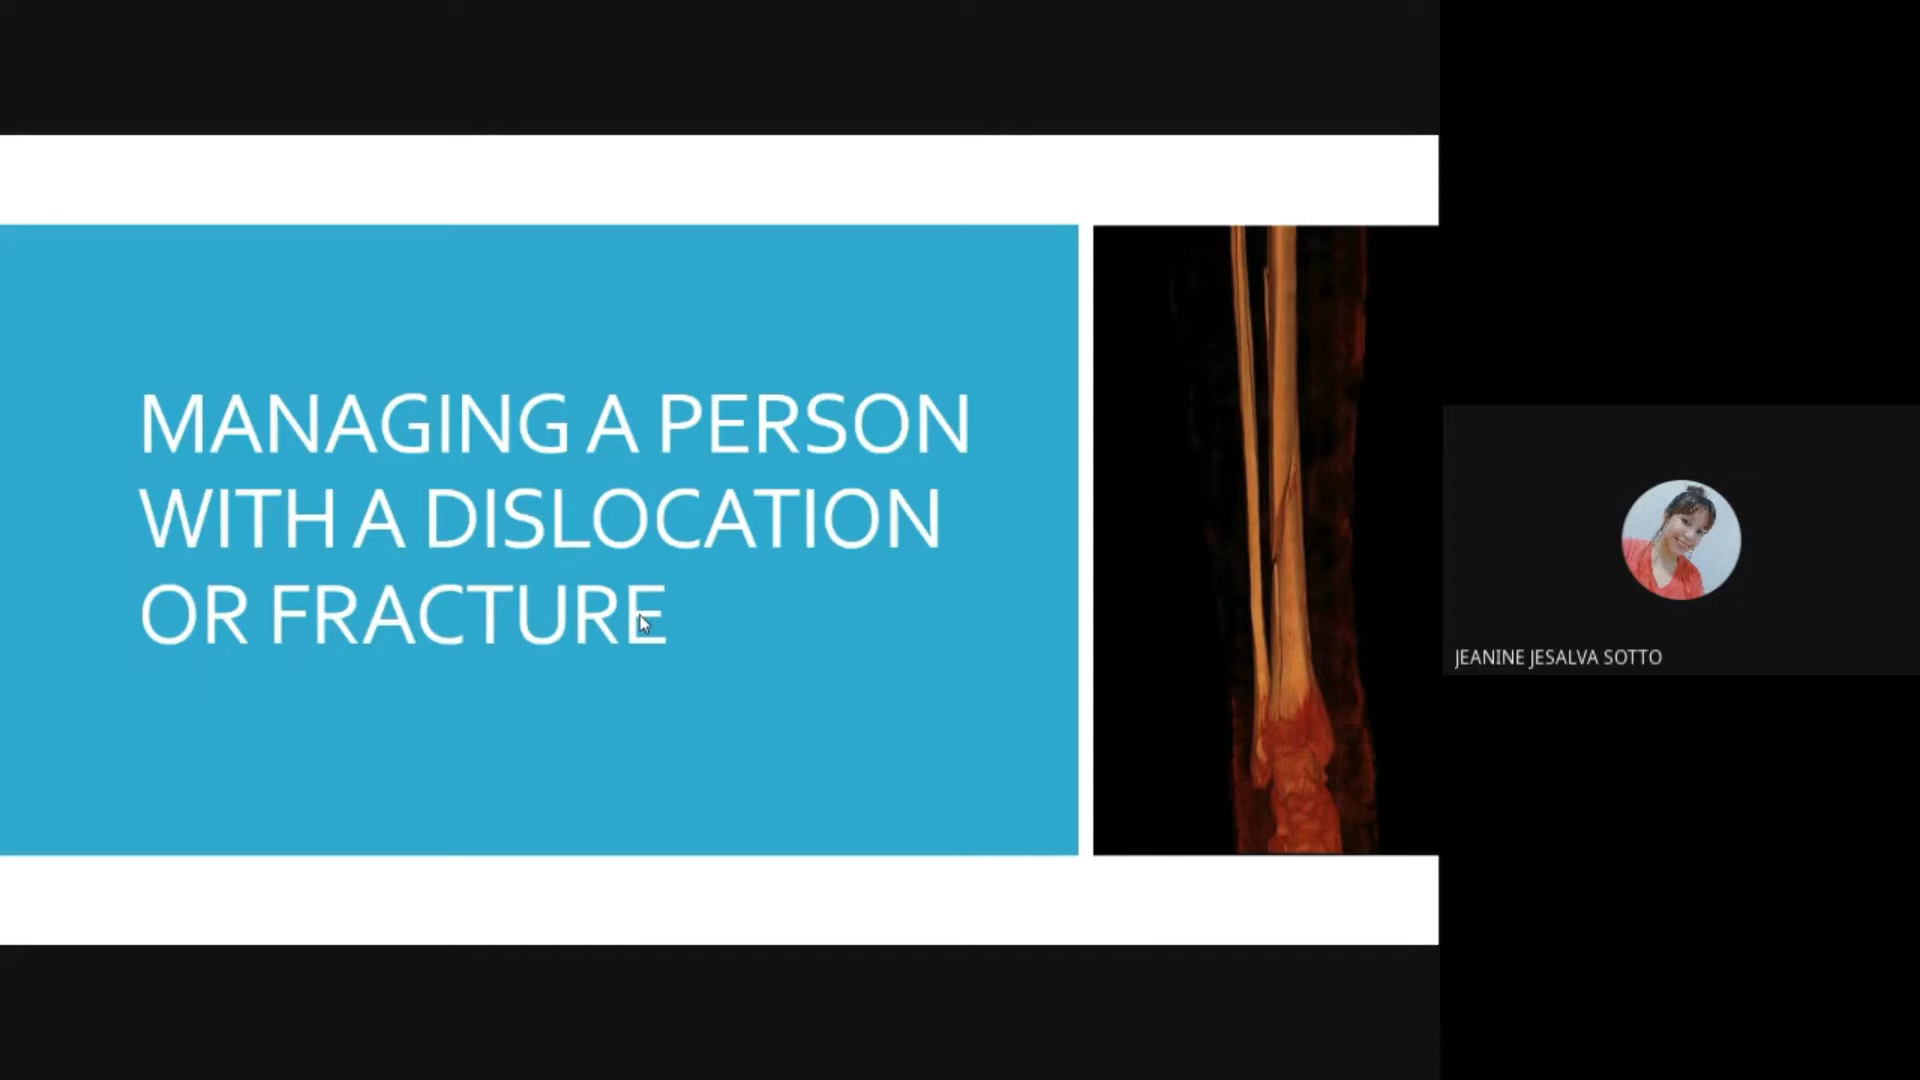 MANAGING A PERSON
WITH A DISLOCATION
OR FRACTURE
JEANINE JESALVA SOTTO